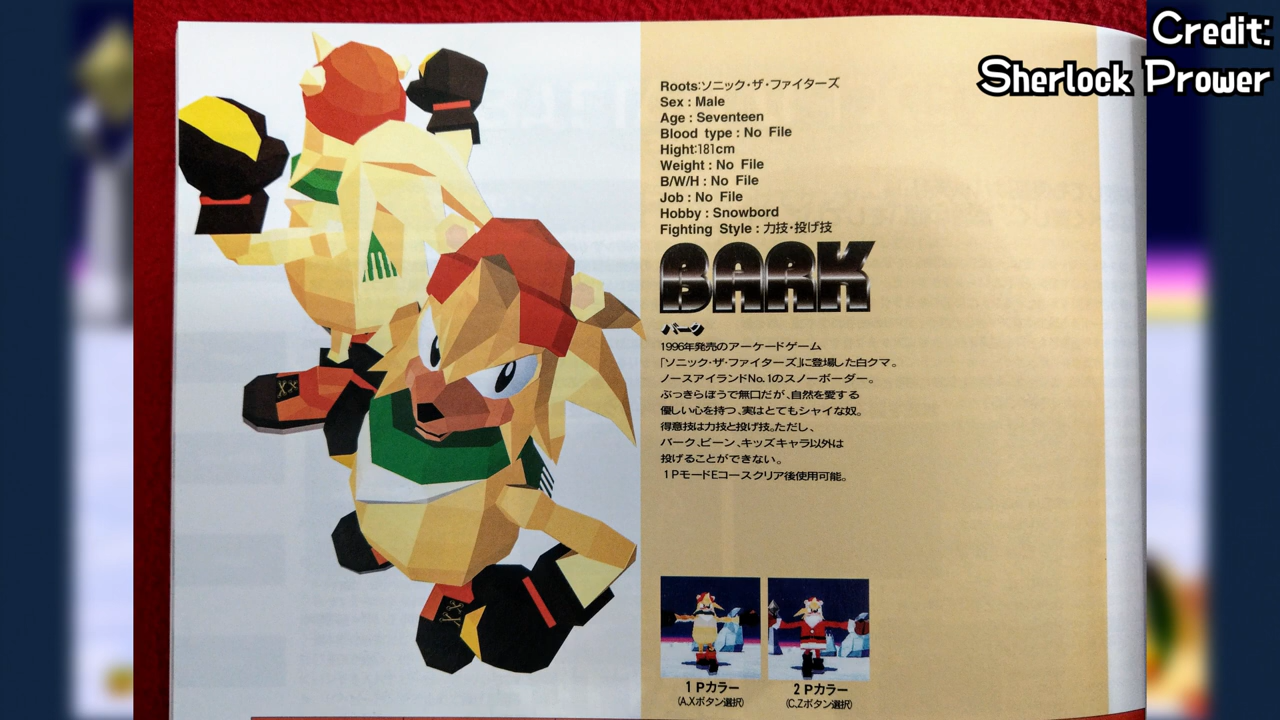 Credit:
Sherlock Prower
Roots:ソニック・ザ・ファイターズ
Sex : Male
Age : Seventeen
Blood type : No File
Hight:181cm
Weight : No File
B/W/H : No File
Job : No File
Hobby : Snowbord
Fighting Style : 力技・投げ技
BARK
バーク
1996年発売のアーケードゲーム
「ソニック・ザ・ファイターズ」に登場した白クマ。
ノースアイランドNo.1のスノーボーダー。
ぶっきらぼうで無口だが、自然を愛する
優しい心を持つ、実はとてもシャイな奴。
得意技は力技と投げ技。ただし、
バーク、ビーン、キッズキャラ以外は
投げることができない。
1PモードEコースクリア後使用可能。
1Pカラー
(A,Xボタン選択)
2Pカラー
(C,Zボタン選択)